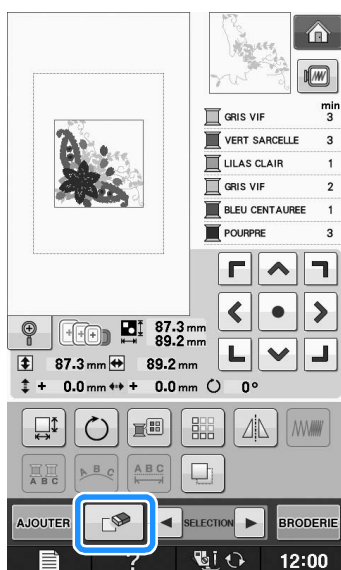 min
GRIS VIF 3
VERT SARCELLE 3
LILAS CLAIR 1
GRIS VIF 2
BLEU CENTAUREE 1
POURPRE 3
87.3 mm
89.2 mm
87.3 mm 89.2 mm
+ 0.0 mm + 0.0 mm 0°
A B C A B C A B C
AJOUTER SELECTION BRODERIE
? 12:00